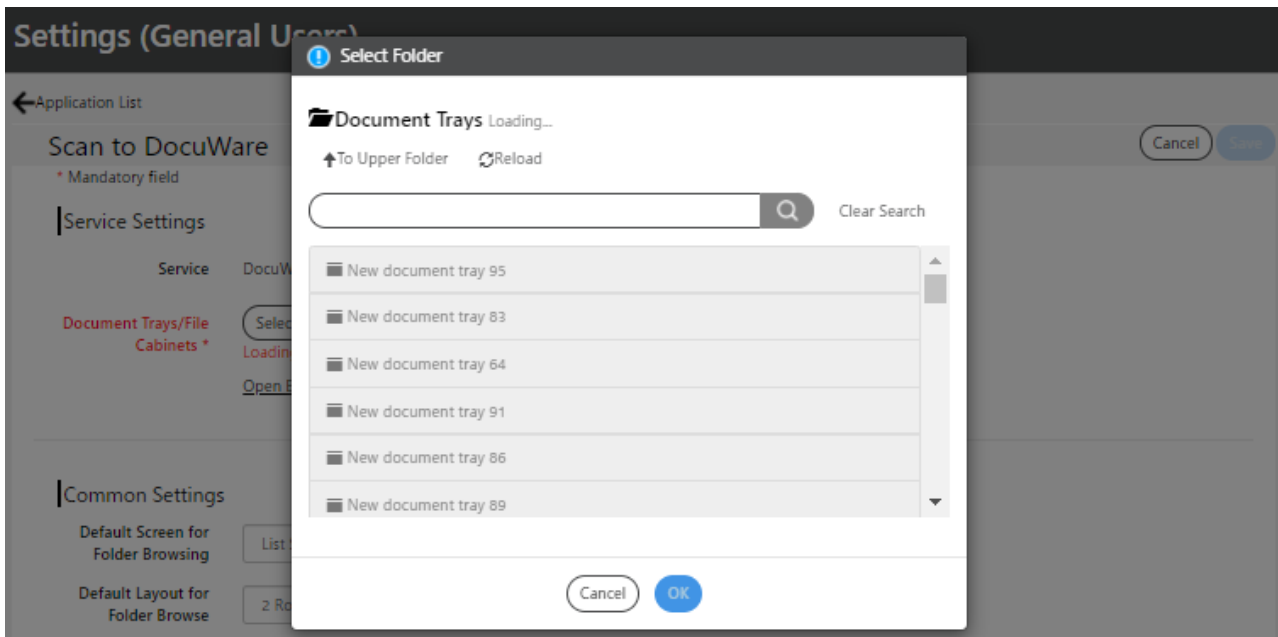 Settings (General Users)
Select Folder
Application List
Document Trays Loading...
Scan to DocuWare
Cancel
Save
To Upper Folder
Reload
* Mandatory field
Service Settings
Clear Search
Service
DocuW
New document tray 95
Document Trays/File
Cabinets *
Selec
Loadin
Open
New document tray 83
New document tray 64
New document tray 91
New document tray 86
New document tray 89
Common Settings
Default Screen for
Folder Browsing
List
Default Layout for
Folder Browse
2 Ro
Cancel
OK